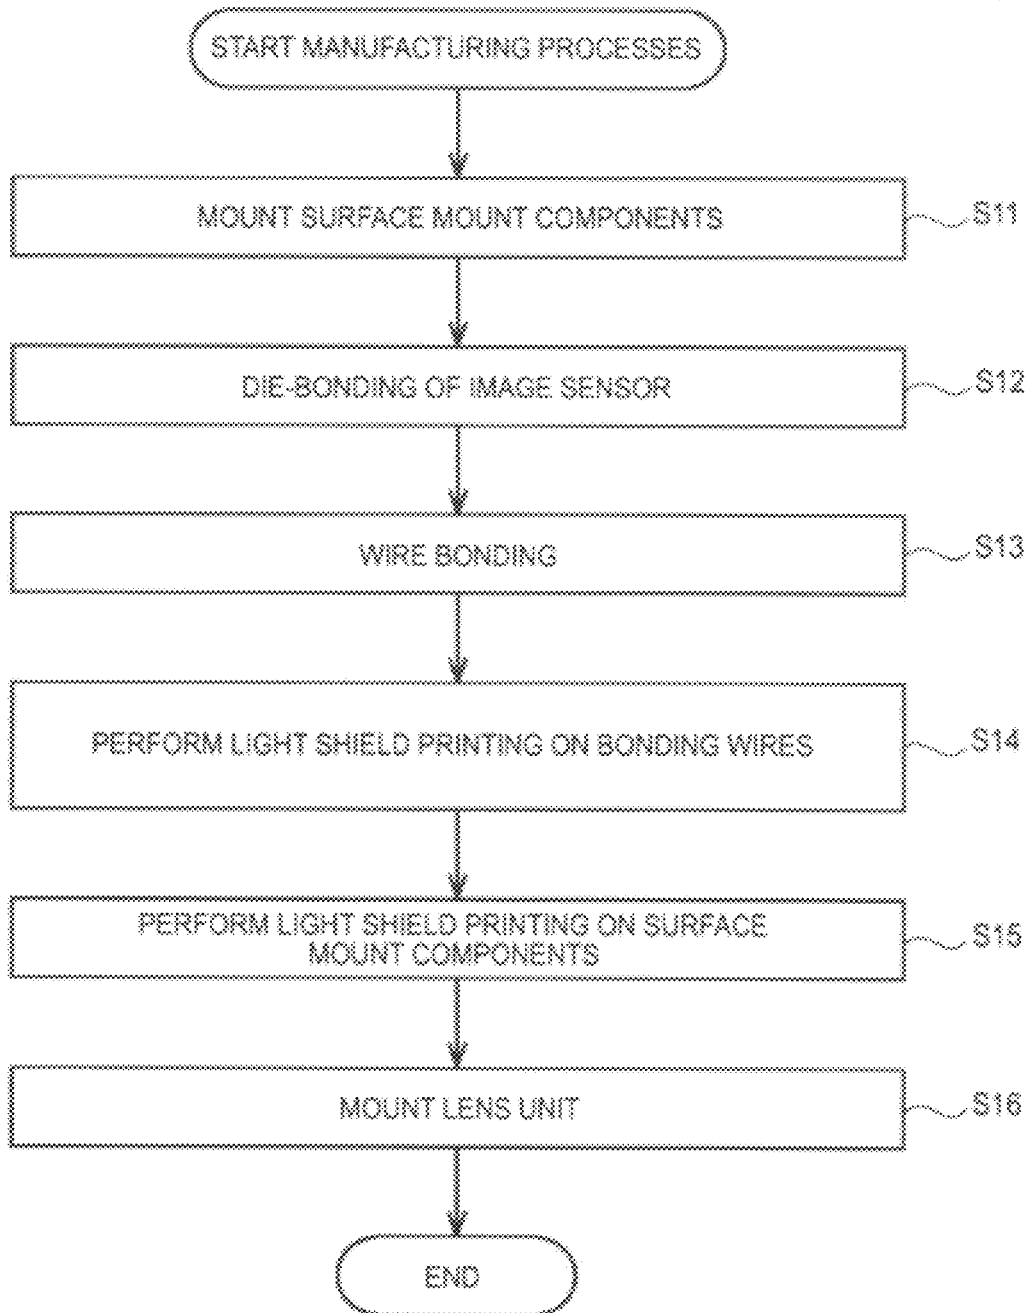 START MANUFACTURING PROCESSES
MOUNT SURFACE MOUNT COMPONENTS
S11
DIE-BONDING OF IMAGE SENSOR
S12
WIRE BONDING
S13
PERFORM LIGHT SHIELD PRINTING ON BONDING WIRES
S14
PERFORM LIGHT SHIELD PRINTING ON SURFACE
MOUNT COMPONENTS
S15
MOUNT LENS UNIT
S16
END